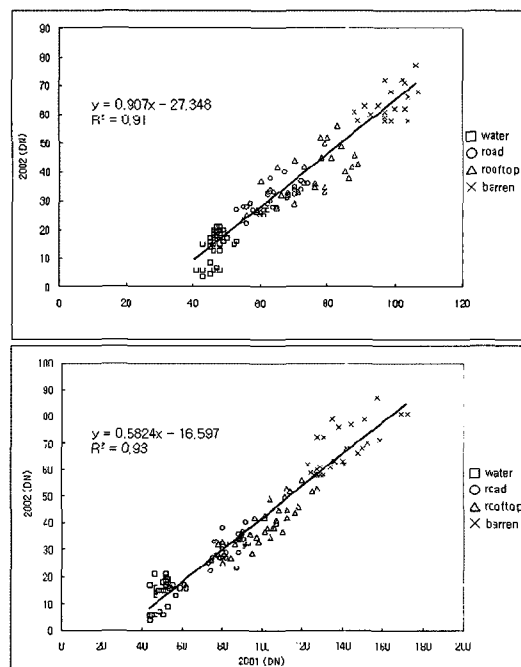 90
80
70
60
50
40
30
20
10
0
2002 (DN)
y = 0.907x - 27.348
R² = 0.91
water
road
rooftop
barren
0 20 40 60 80 100 120
100
90
80
70
60
50
40
30
20
10
0
2002 (DN)
y = 0.5824x - 16.597
R² = 0.93
water
road
rooftop
barren
0 20 40 60 80 100 120 140 160 180 200
2001 (DN)